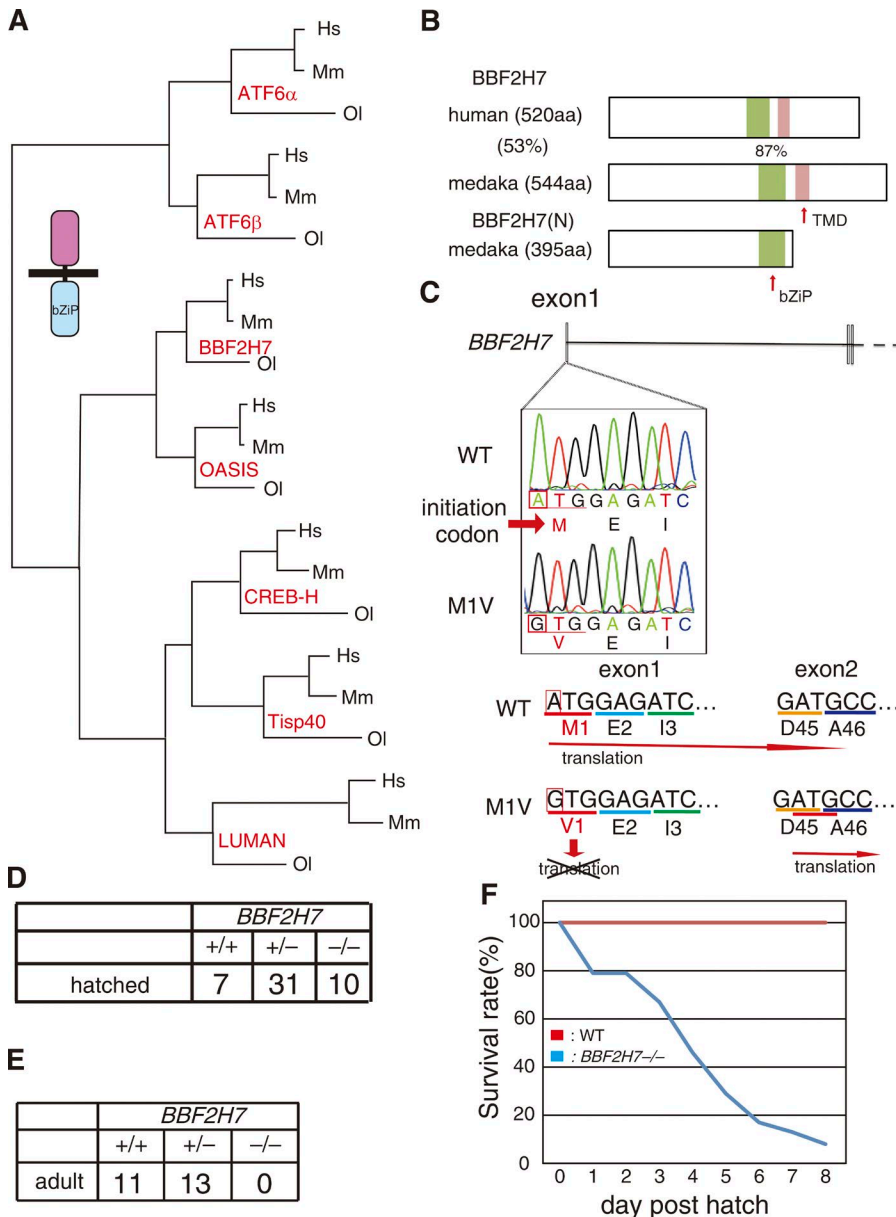 A
Hs
Mm
ATF6α
Ol
Hs
Mm
ATF6β
Ol
bZiP
Hs
Mm
BBF2H7
Ol
Hs
Mm
OASIS
Ol
Hs
Mm
CREB-H
Ol
Hs
Mm
Tisp40
Ol
Hs
Mm
LUMAN
Ol
B
BBF2H7
human (520aa)
(53%)
87%
medaka (544aa)
TMD
BBF2H7(N)
medaka (395aa)
bZiP
C
exon1
BBF2H7
WT
A T G G A G A T C
initiation
codon
M E I
M1V
G T G G A G A T C
V E I
exon1 exon2
WT ATGGAGATC... GATGCC...
M1 E2 I3 D45 A46
translation
M1V GTGGAGATC... GATGCC...
V1 E2 I3 D45 A46
translation translation
D
BBF2H7
+/+ +/− −/−
hatched 7 31 10
E
BBF2H7
+/+ +/− −/−
adult 11 13 0
F
Survival rate(%)
100
80
60
40
20
0
: WT
: BBF2H7−/−
0 1 2 3 4 5 6 7 8
day post hatch